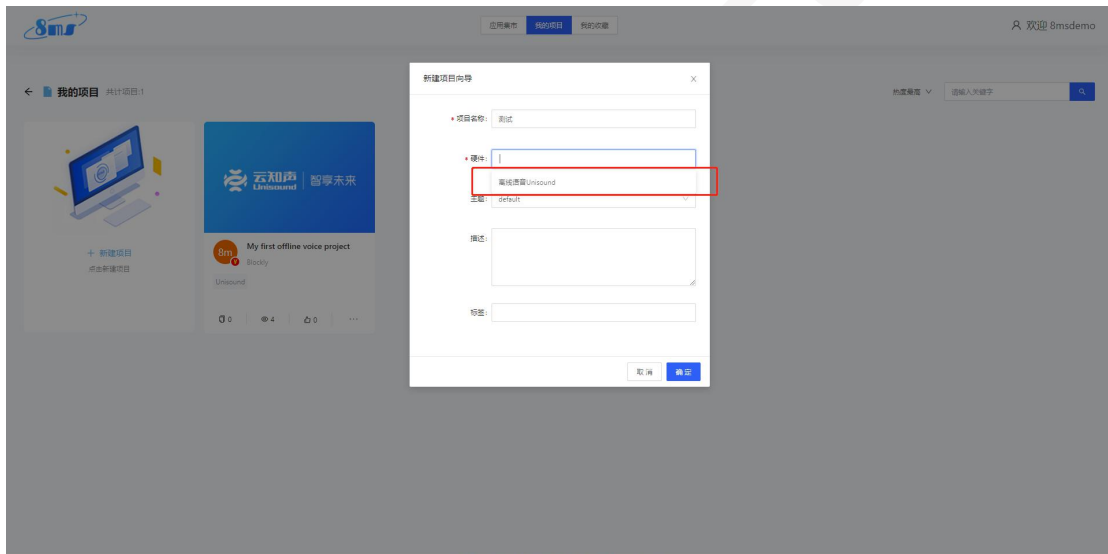 8ms
应用集市 我的项目 我的收藏
欢迎 8msdemo
新建项目向导
我的项目 共计项目:1
热度最高 请输入关键字
项目名称: 测试
硬件:
离线语音Unisound
主题: default
云知声 Unisound 智享未来
描述:
+ 新建项目
点击新建项目
8m My first offline voice project
Blockly
Unisound
标签:
0 4 0 ···
取消 确定